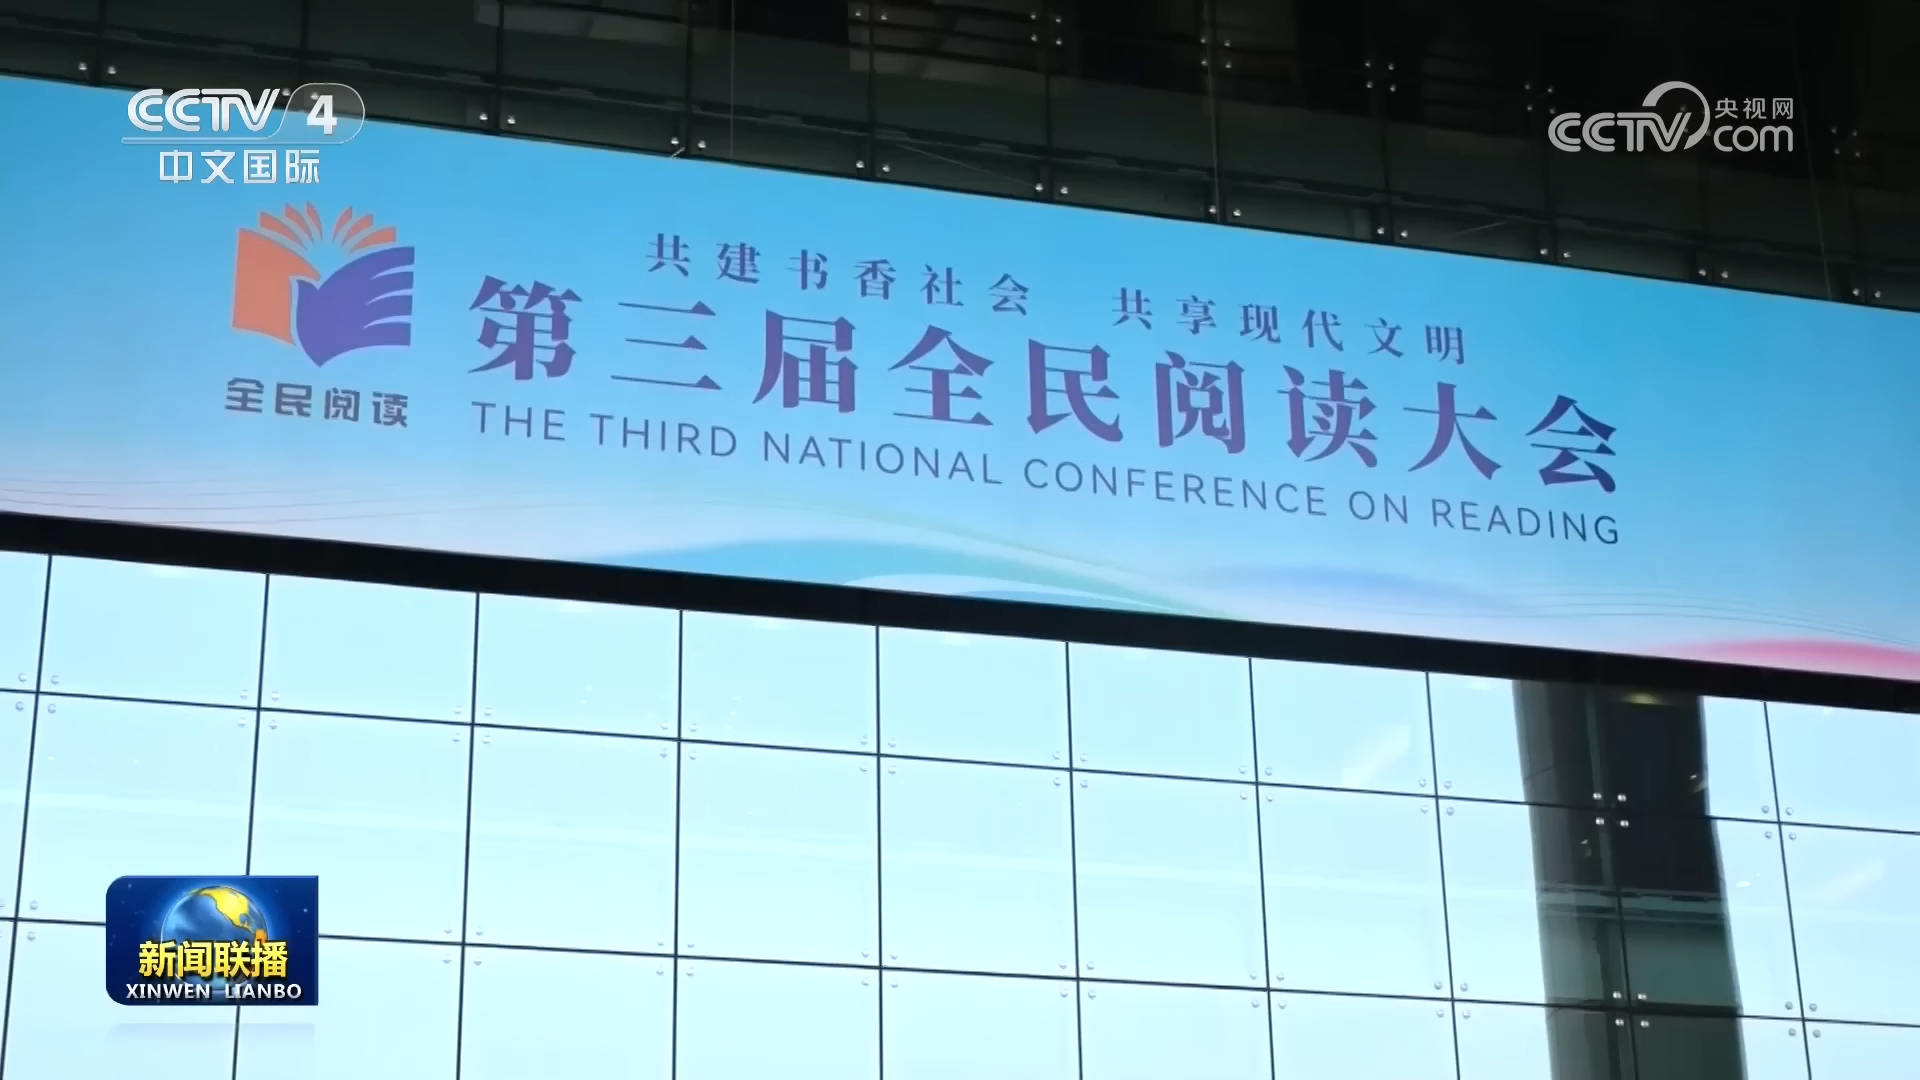 CCTV 4
中文国际
央视网
CCTV com
共建书香社会 共享现代文明
第三届全民阅读大会
THE THIRD NATIONAL CONFERENCE ON READING
全民阅读
新闻联播
XINWEN LIANBO